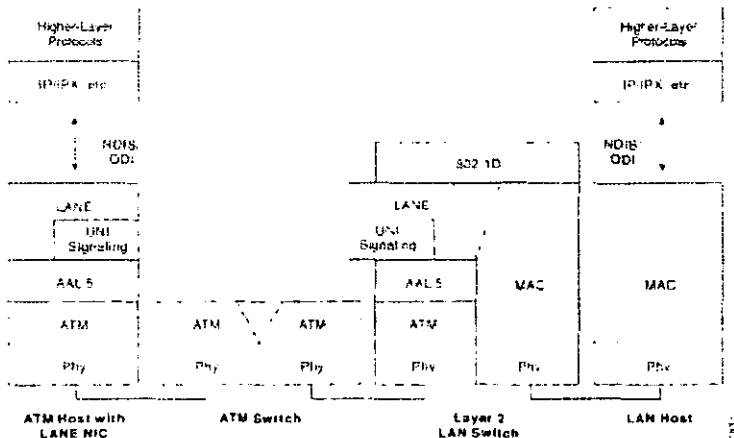 Higher-Layer
Protocols
IP/IPX, etc.
NDIS/
ODI
LANE
UNI
Signaling
AAL 5
ATM
Phy
ATM Host with
LANE NIC
ATM
ATM
Phy
Phy
ATM Switch
802.1D
LANE
UNI
Signaling
AAL 5
MAC
ATM
Phy
Phy
Layer 2
LAN Switch
Higher-Layer
Protocols
IP/IPX, etc.
NDIS/
ODI
MAC
Phy
LAN Host